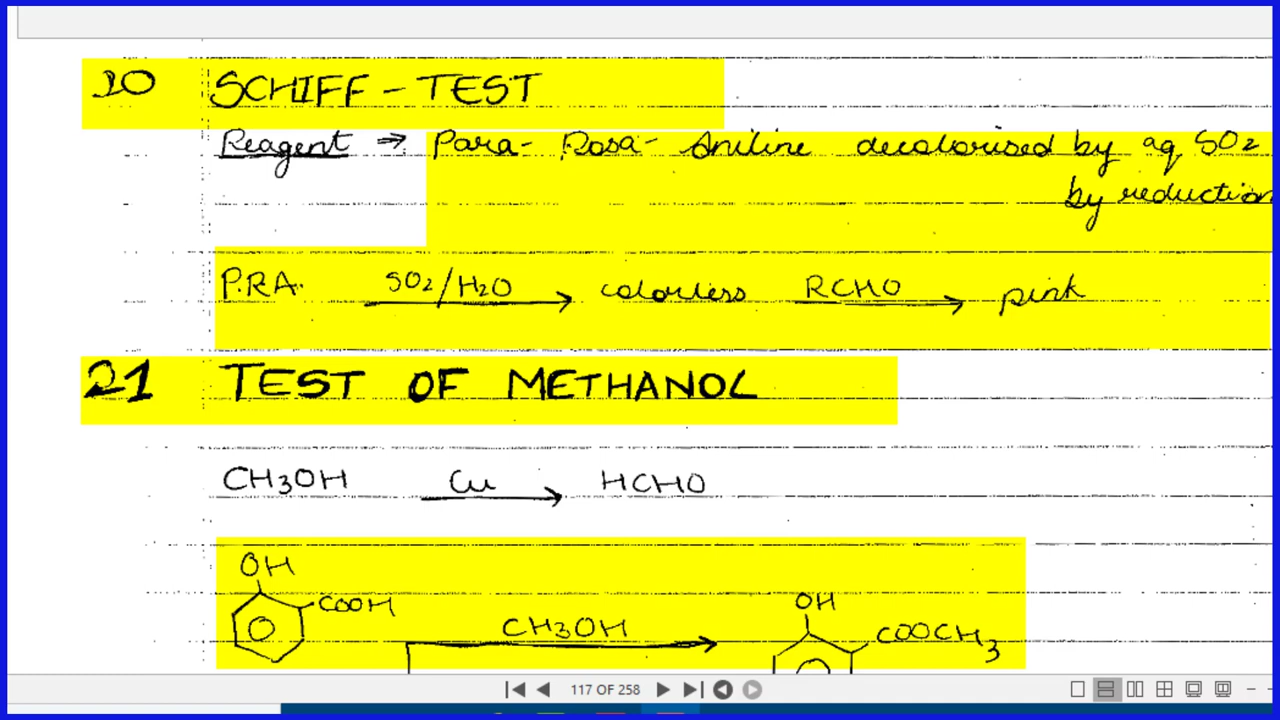 20 SCHIFF - TEST
Reagent ⇒ Para- Rosa- Aniline decolorised by aq SO2
by reduction
P.R.A. SO2/H2O → colorless RCHO → pink
21 TEST OF METHANOL
CH3OH Cu → HCHO
OH
COOH
CH3OH →
OH
COOCH3
117 OF 258